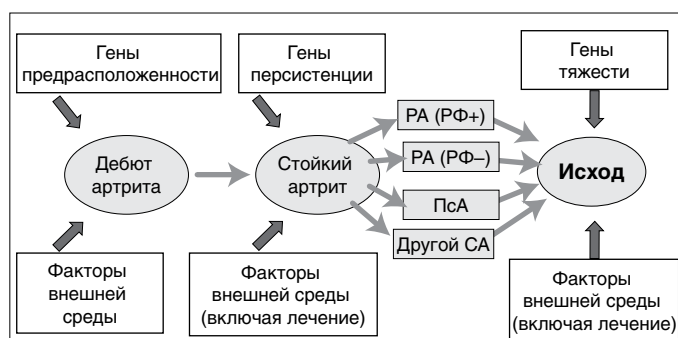 Гены
предрасположенности
Гены
персистенции
Гены
тяжести
РА (РФ+)
РА (РФ–)
ПсА
Другой СА
Дебют
артрита
Стойкий
артрит
Исход
Факторы
внешней
среды
Факторы
внешней среды
(включая лечение)
Факторы
внешней среды
(включая лечение)